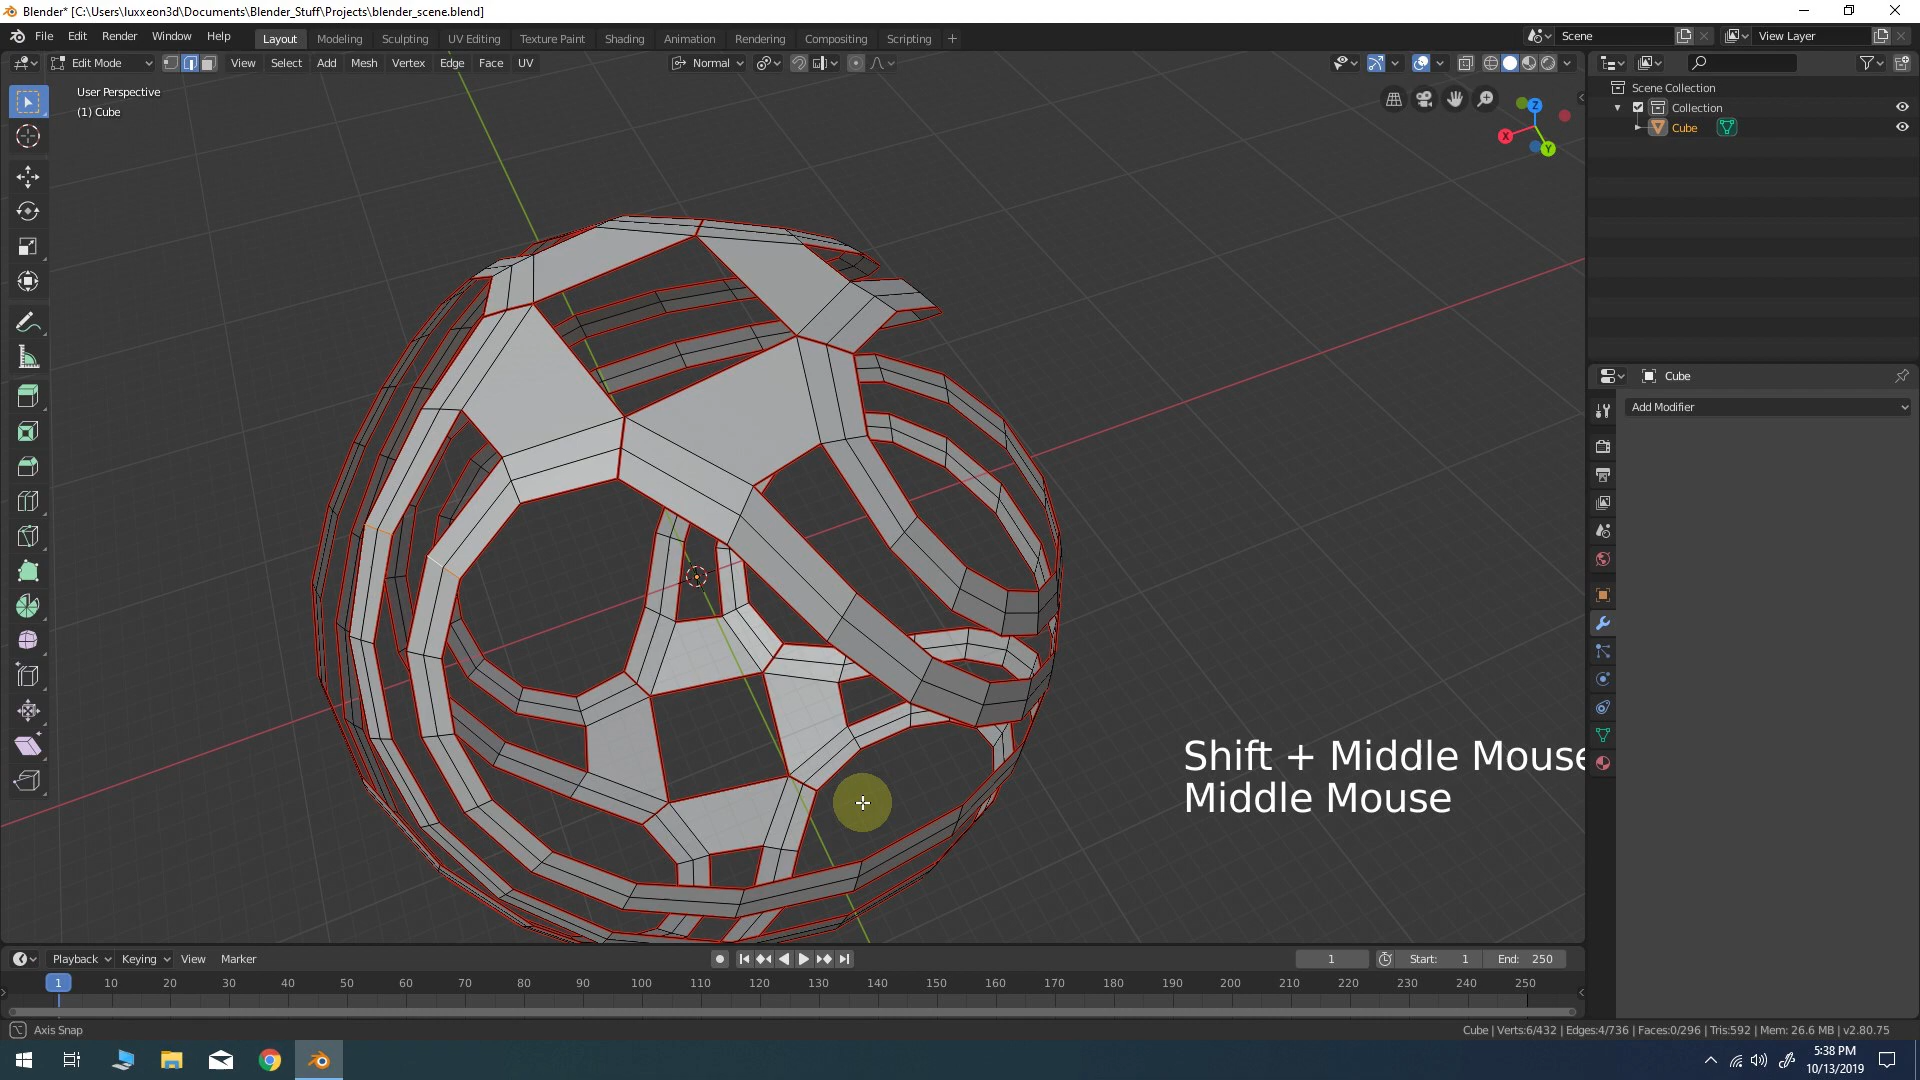 Blender* [C:\Users\luxxeon3d\Documents\Blender_Stuff\Projects\blender_scene.blend]
File Edit Render Window Help Layout Modeling Sculpting UV Editing Texture Paint Shading Animation Rendering Compositing Scripting + Scene View Layer
Edit Mode View Select Add Mesh Vertex Edge Face UV Normal
User Perspective
(1) Cube
Z
X
Y
Scene Collection
Collection
Cube
Cube
Add Modifier
Shift + Middle Mouse
Middle Mouse
Playback Keying View Marker 1 Start: 1 End: 250
1 10 20 30 40 50 60 70 80 90 100 110 120 130 140 150 160 170 180 190 200 210 220 230 240 250
Axis Snap Cube | Verts:6/432 | Edges:4/736 | Faces:0/296 | Tris:592 | Mem: 26.6 MB | v2.80.75
5:38 PM
10/13/2019